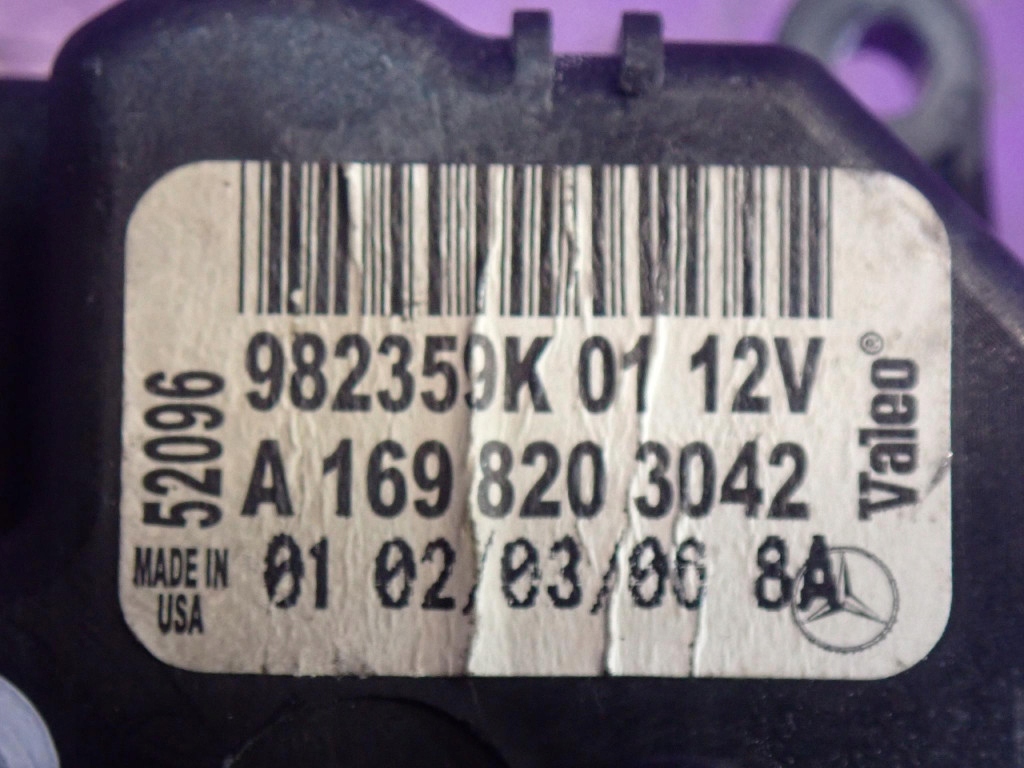 982359K 01 12V
A 169 820 3042
01 02/03/06 8A
52096
MADE IN
USA
Valeo®